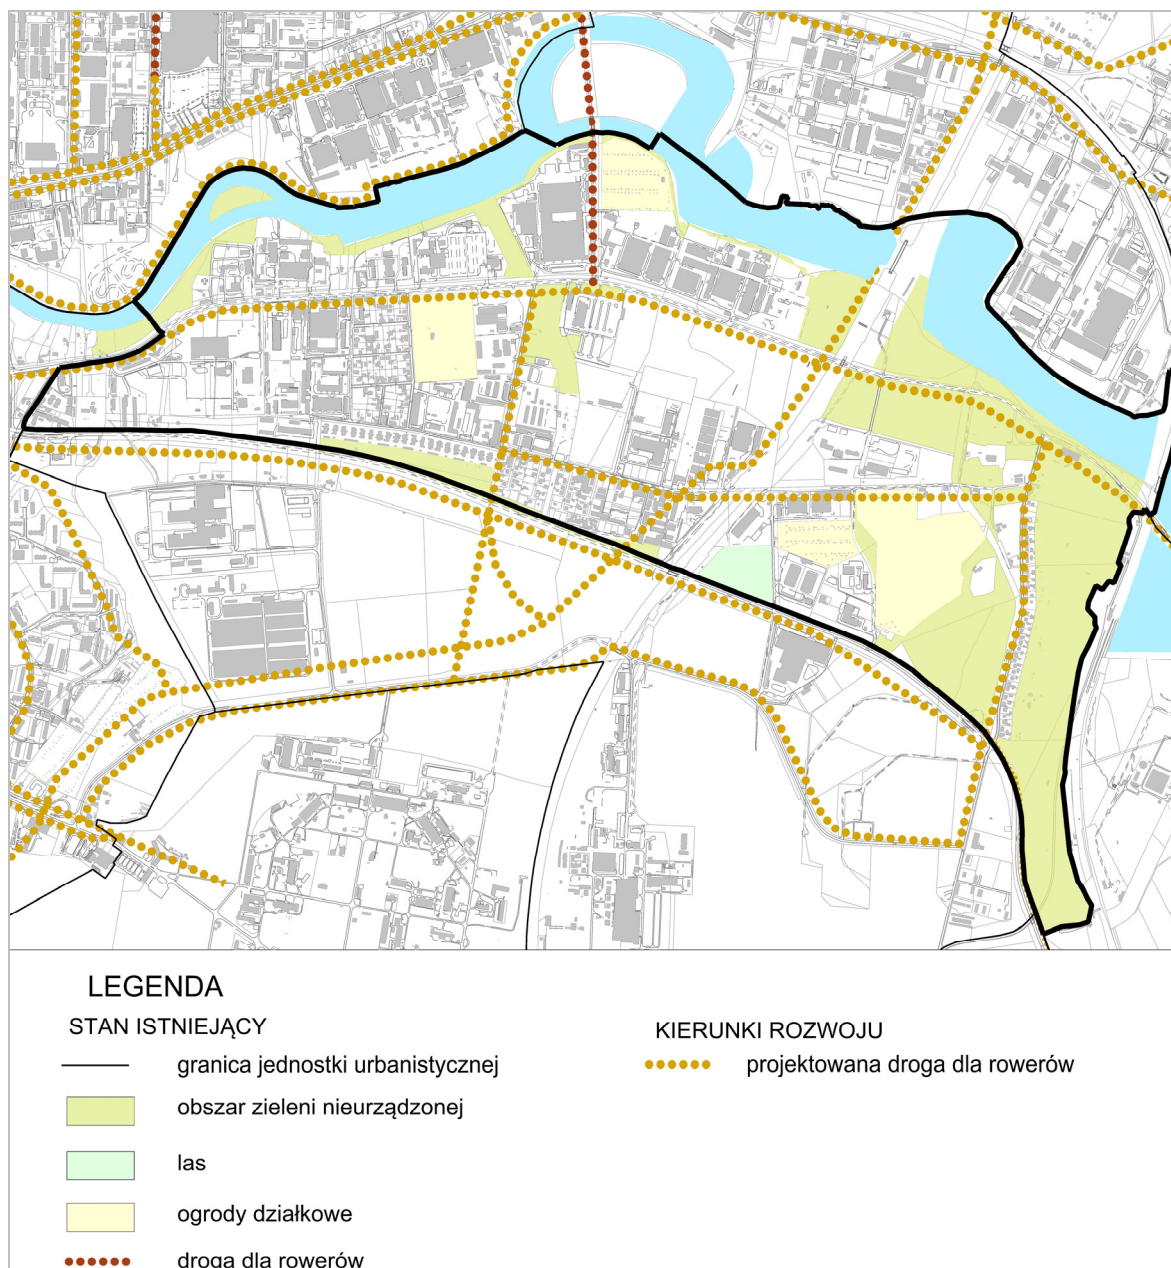 LEGENDA
STAN ISTNIEJĄCY
granica jednostki urbanistycznej
obszar zieleni nieurządzonej
las
ogrody działkowe
droga dla rowerów
KIERUNKI ROZWOJU
projektowana droga dla rowerów